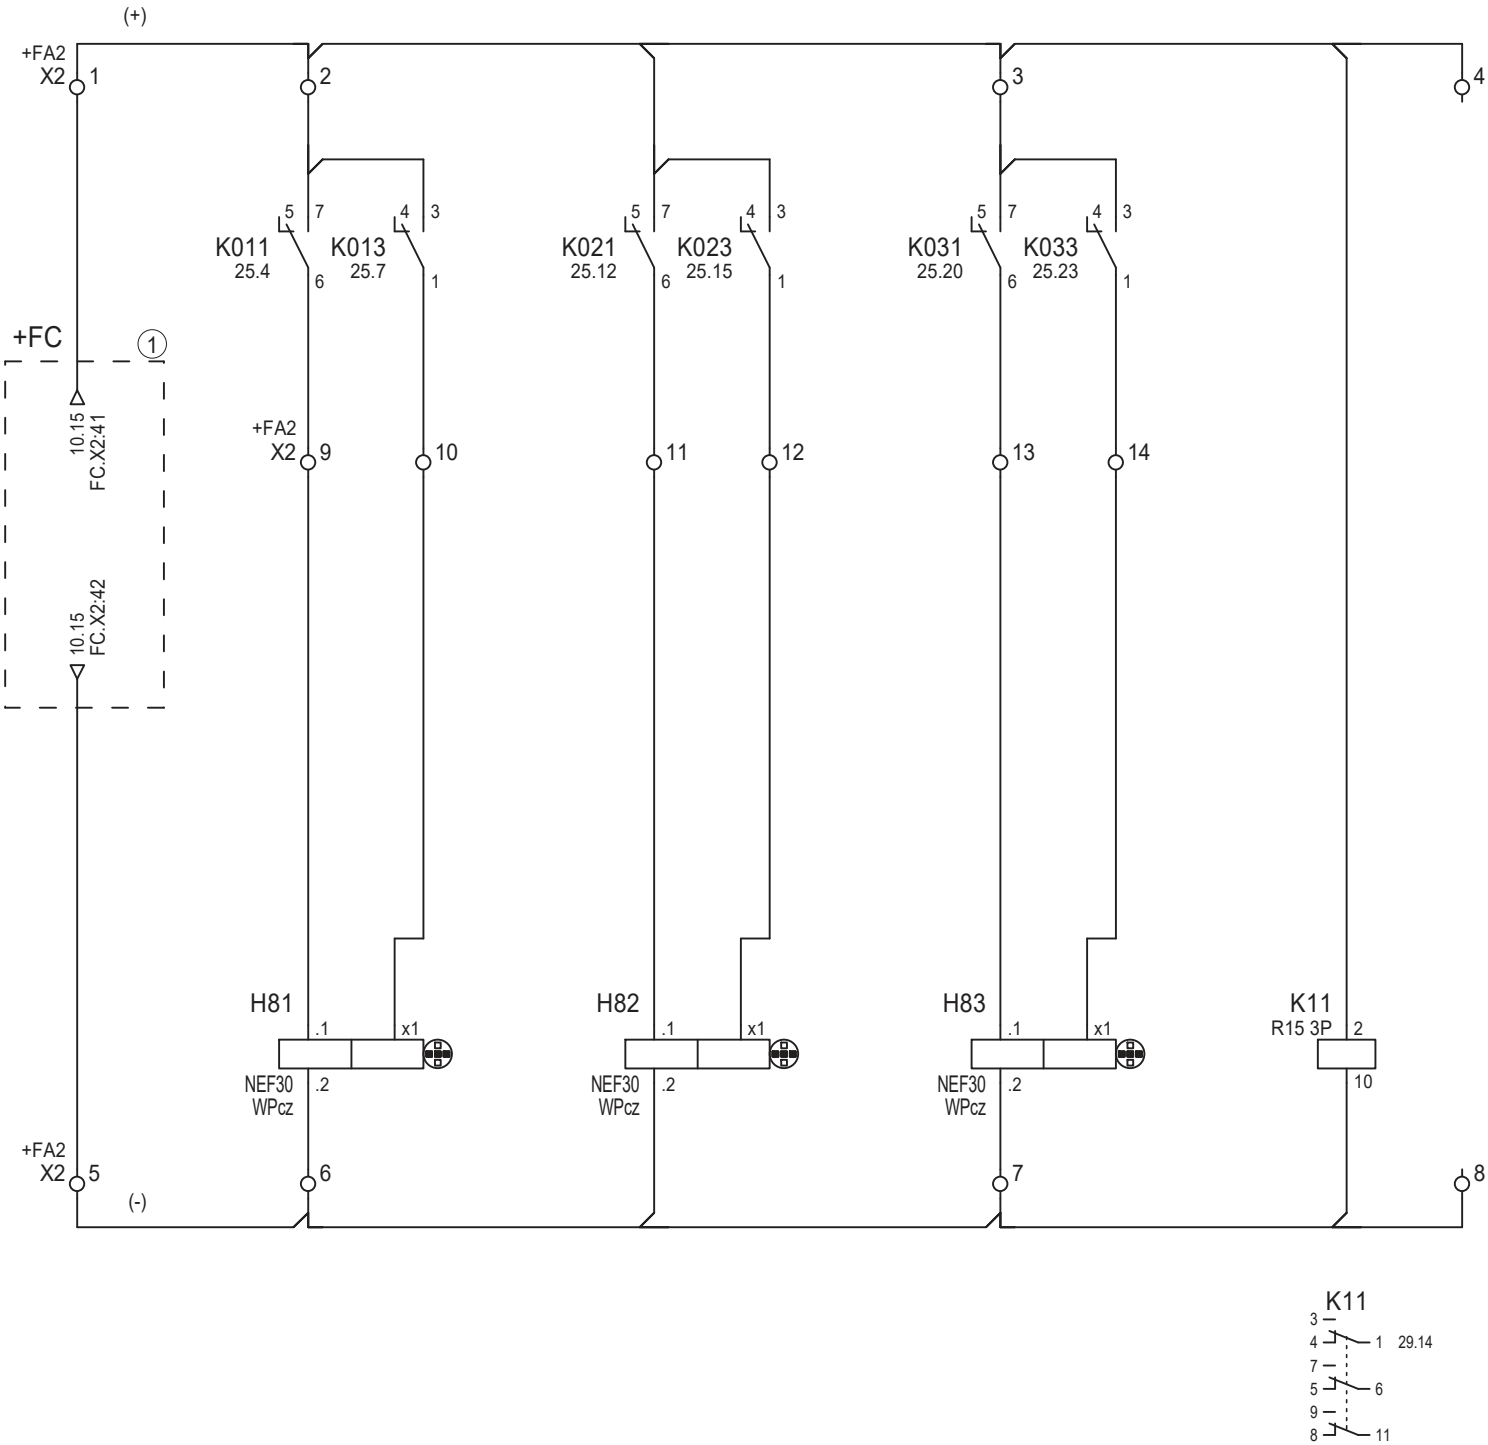 (+)
+FA2
X2 1
2
3
4
5 7
4 3
5 7
4 3
5 7
4 3
K011
K013
K021
K023
K031
K033
25.4
25.7
25.12
25.15
25.20
25.23
6
1
6
1
6
1
+FC
1
10.15
FC.X2:41
+FA2
X2 9
10
11
12
13
14
10.15
FC.X2:42
H81
H82
H83
K11
.1 x1
.1 x1
.1 x1
R15 3P 2
NEF30 .2
WPcz
NEF30 .2
WPcz
NEF30 .2
WPcz
10
+FA2
X2 5
6
7
8
(-)
K11
3
4 1 29.14
7
5 6
9
8 11